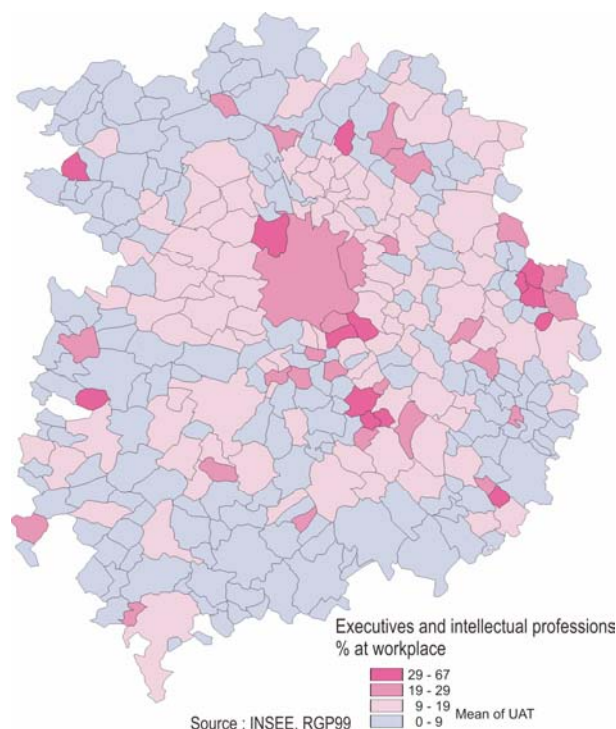 Executives and intellectual professions
% at workplace
29 - 67
19 - 29
9 - 19
Mean of UAT
0 - 9
Source : INSEE, RGP99